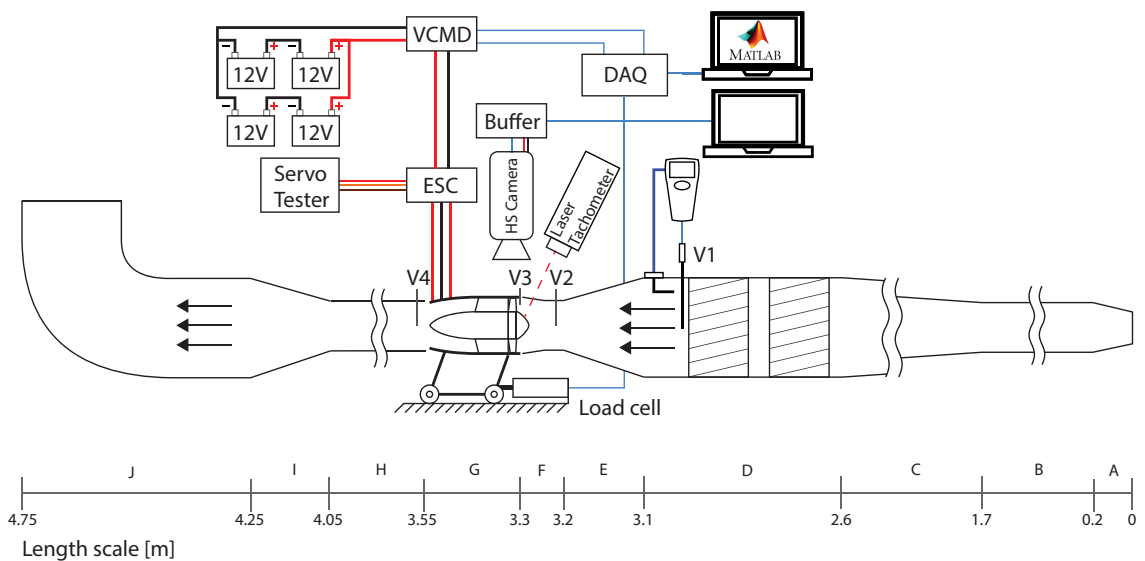 VCMD
MATLAB
DAQ
− + − +
12V 12V
− + − +
12V 12V
Buffer
HS Camera
Laser
Tachometer
Servo
Tester
ESC
V1
V4 V3 V2
Load cell
J I H G F E D C B A
4.75 4.25 4.05 3.55 3.3 3.2 3.1 2.6 1.7 0.2 0
Length scale [m]